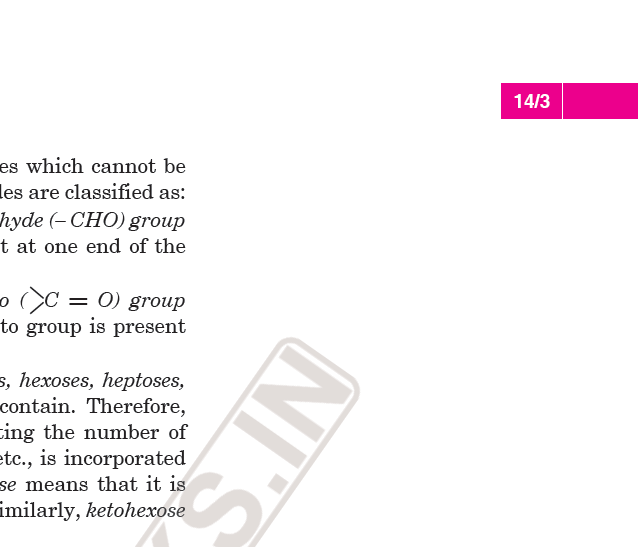 14/3
es which cannot be
des are classified as:
hyde (– CHO) group
t at one end of the
o (>C = O) group
to group is present
s, hexoses, heptoses,
contain. Therefore,
ting the number of
etc., is incorporated
se means that it is
imilarly, ketohexose
KS.IN